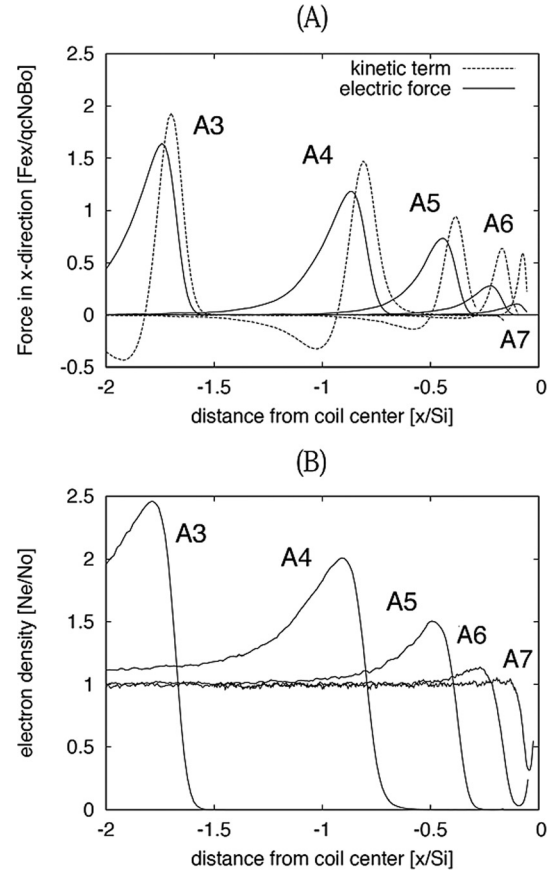 (A)
Force in x-direction [Fex/qcNoBo]
2.5
2
1.5
1
0.5
0
-0.5
kinetic term
electric force
A3
A4
A5
A6
A7
-2
-1.5
-1
-0.5
0
distance from coil center [x/Si]
(B)
electron density [Ne/No]
2.5
2
1.5
1
0.5
0
A3
A4
A5
A6
A7
-2
-1.5
-1
-0.5
0
distance from coil center [x/Si]